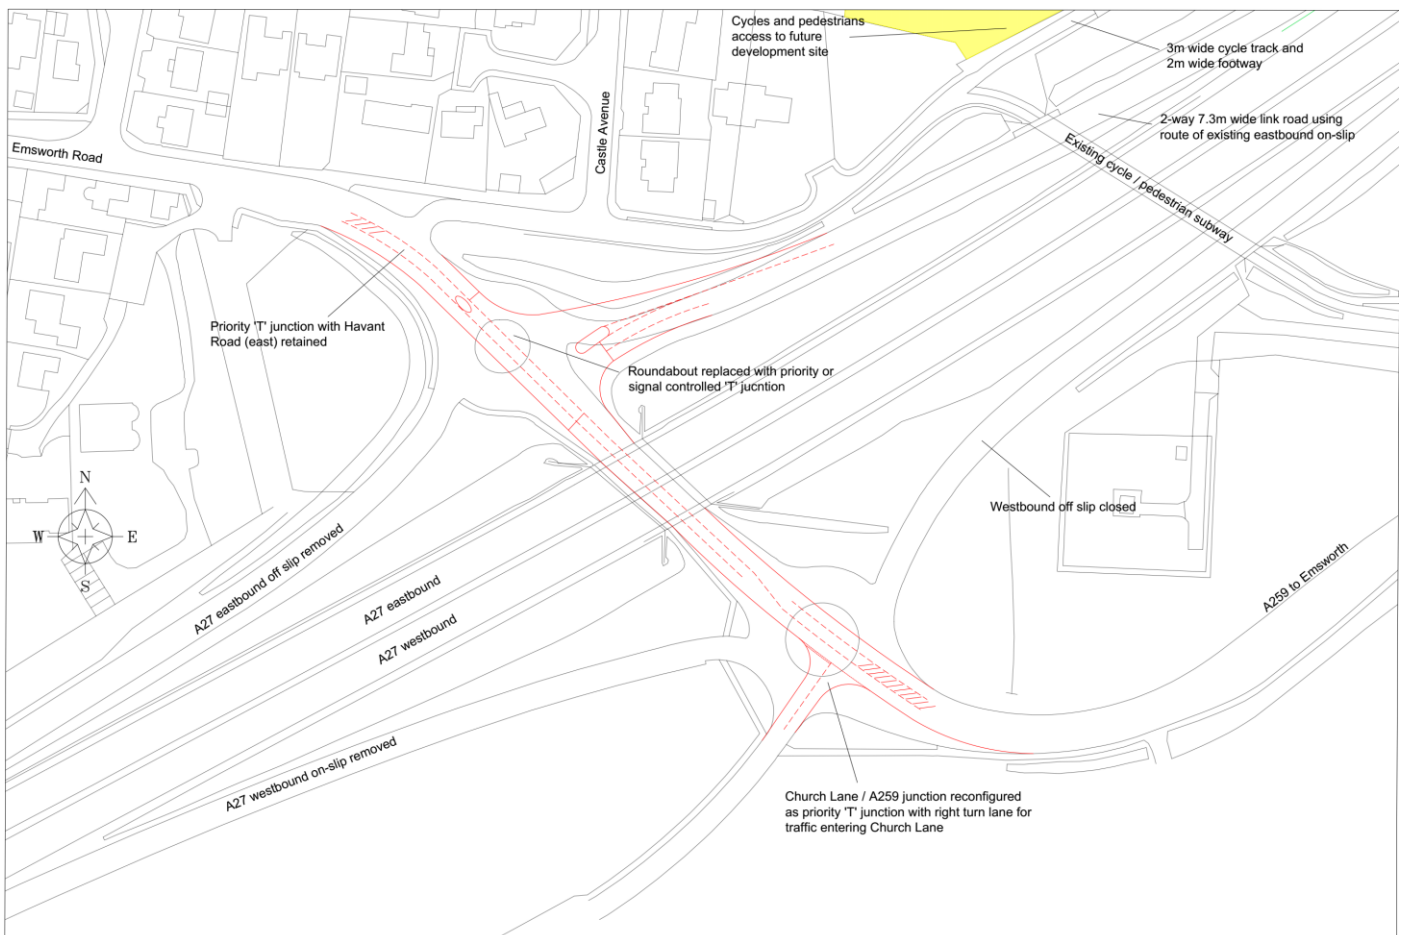 Cycles and pedestrians
access to future
development site
3m wide cycle track and
2m wide footway
2-way 7.3m wide link road using
route of existing eastbound on-slip
Emsworth Road
Castle Avenue
Existing cycle / pedestrian subway
Priority 'T' junction with Havant
Road (east) retained
Roundabout replaced with priority or
signal controlled 'T' jucntion
N
W
E
S
Westbound off slip closed
A27 eastbound off slip removed
A27 eastbound
A27 westbound
A259 to Emsworth
A27 westbound on-slip removed
Church Lane / A259 junction reconfigured
as priority 'T' junction with right turn lane for
traffic entering Church Lane